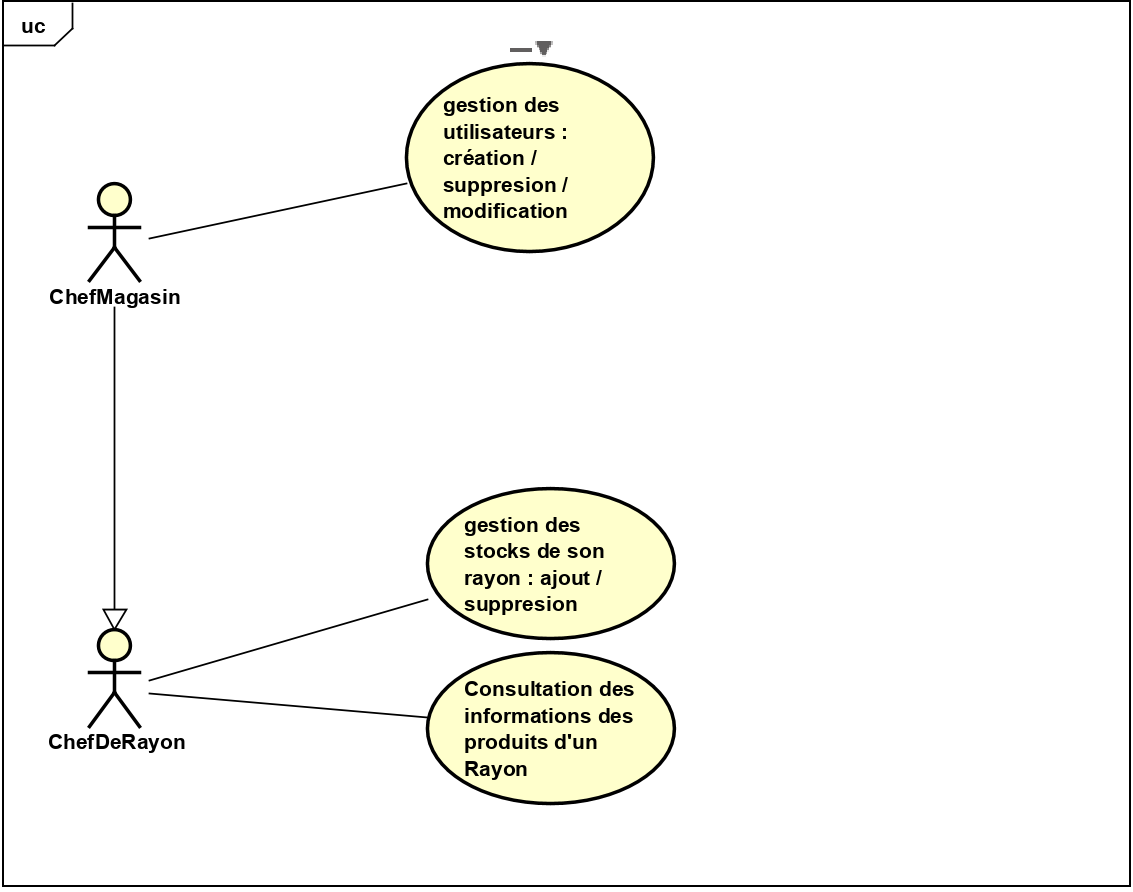 uc
gestion des
utilisateurs :
création /
suppresion /
modification
ChefMagasin
gestion des
stocks de son
rayon : ajout /
suppresion
Consultation des
informations des
produits d'un
Rayon
ChefDeRayon